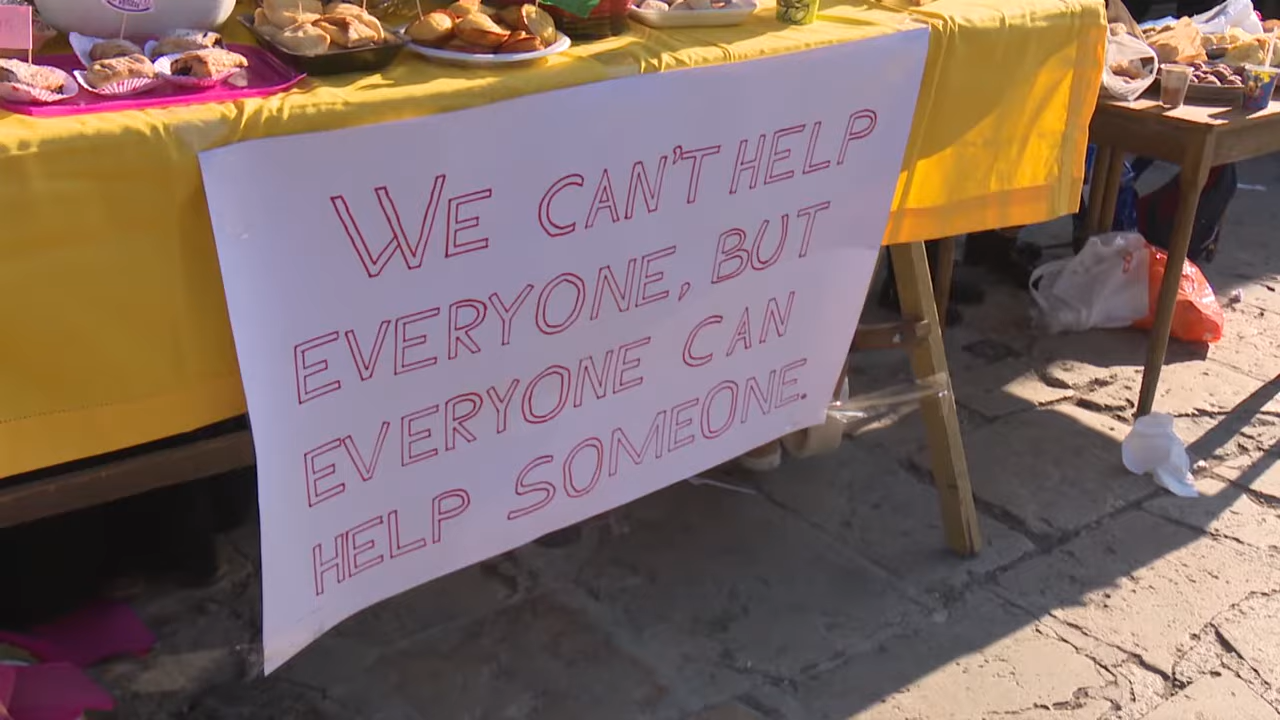 WE CAN'T HELP
EVERYONE, BUT
EVERYONE CAN
HELP SOMEONE.